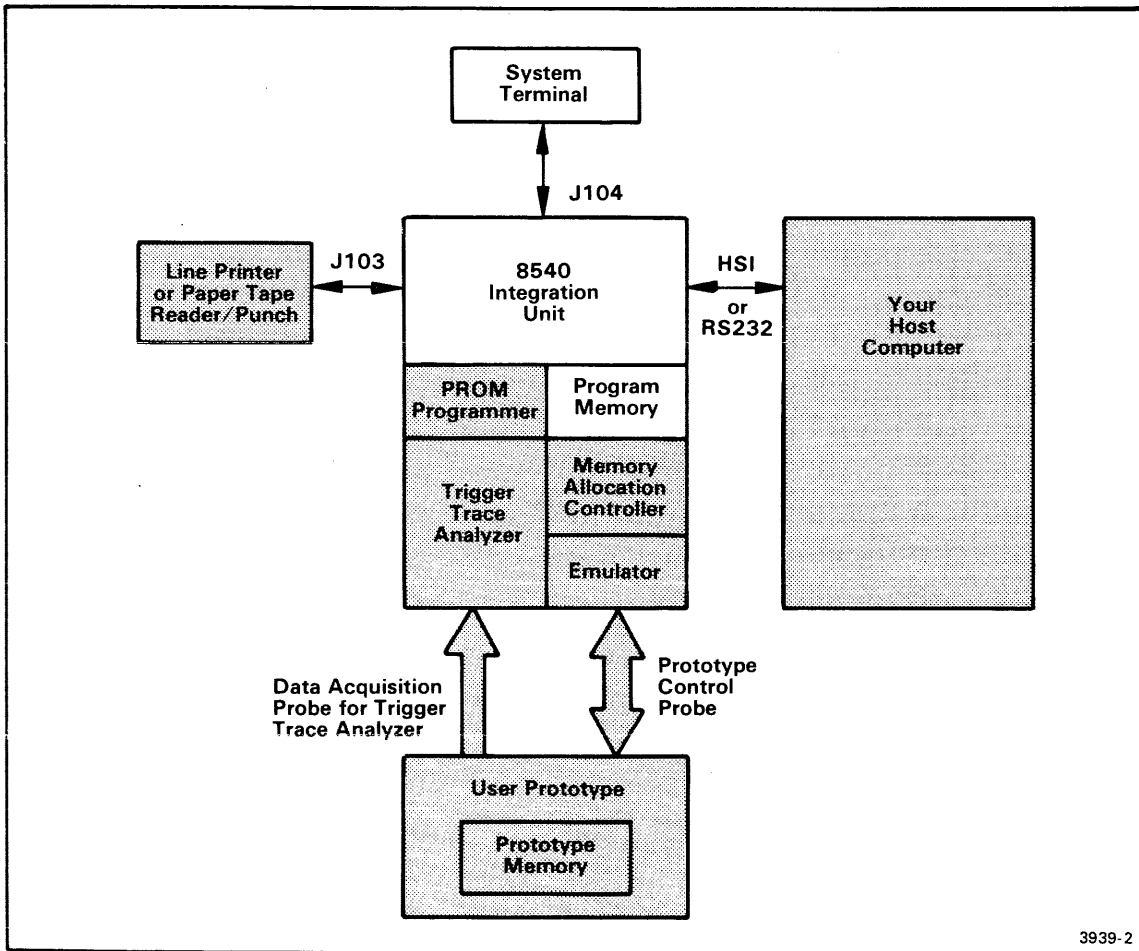 System
Terminal
J104
Line Printer
or Paper Tape
Reader/Punch
J103
8540
Integration
Unit
HSI
or
RS232
Your
Host
Computer
PROM
Programmer
Program
Memory
Trigger
Trace
Analyzer
Memory
Allocation
Controller
Emulator
Data Acquisition
Probe for Trigger
Trace Analyzer
Prototype
Control
Probe
User Prototype
Prototype
Memory
3939-2